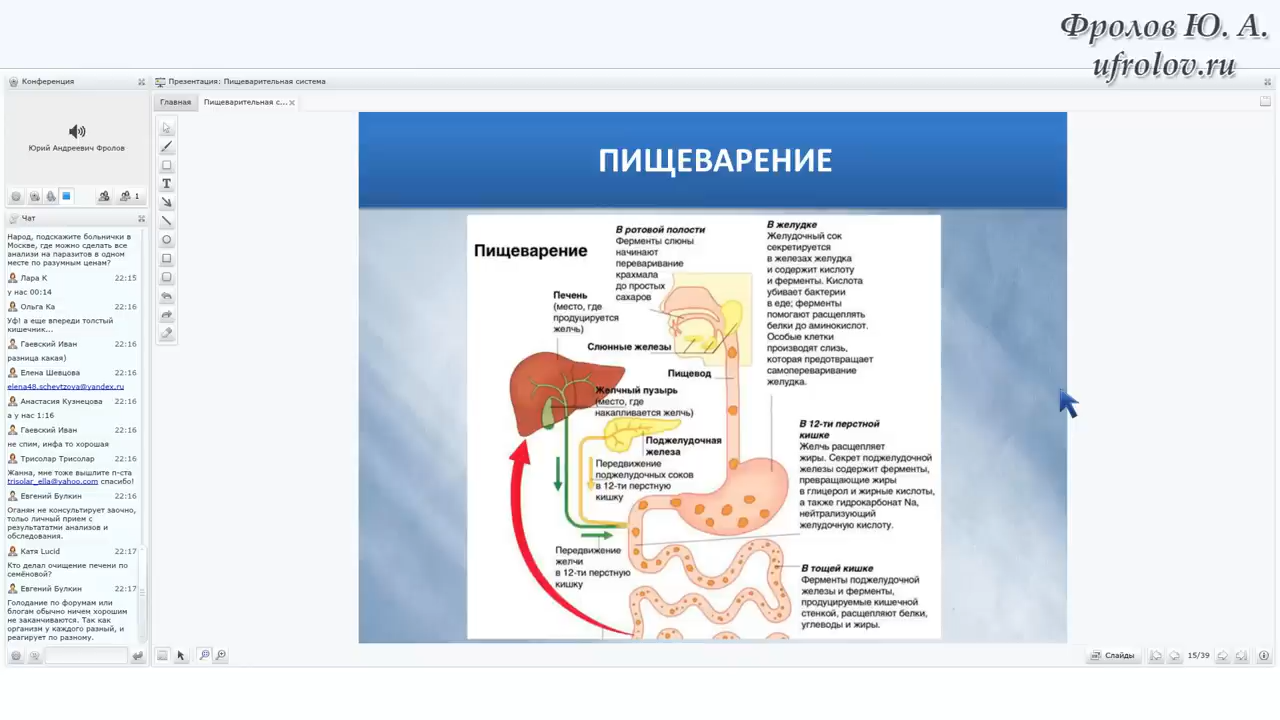 Фролов Ю. А.
ufrolov.ru
Конференция
Презентация: Пищеварительная система
Главная
Пищеварительная с...
Юрий Андреевич Фролов
1
Чат
Народ, подскажите больнички в
Москве, где можно сделать все
анализи на паразитов в одном
месте по разумным ценам?
Лара К 22:15
у нас 00:14
Ольга Ка 22:16
Уф! а еще впереди толстый
кишечник...
Гаевский Иван 22:16
разница какая)
Елена Шевцова 22:16
elena48.schevtzova@yandex.ru
Анастасия Кузнецова 22:16
а у нас 1:16
Гаевский Иван 22:16
не спим, инфа то хорошая
Трисолар Трисолар 22:16
Жанна, мне тоже вышлите п-ста
trisolar_ella@yahoo.com спасибо!
Евгений Булкин 22:16
Оганян не консультирует заочно,
тольо личный прием с
результататми анализов и
обследования.
Катя Lucid 22:17
Кто делал очищение печени по
семёновой?
Евгений Булкин 22:17
Голодание по форумам или
блогам обычно ничем хорошим
не заканчиваются. Так как
организм у каждого разный, и
реагирует по разному.
ПИЩЕВАРЕНИЕ
Пищеварение
В ротовой полости
Ферменты слюны
начинают
переваривание
крахмала
до простых
сахаров
В желудке
Желудочный сок
секретируется
в железах желудка
и содержит кислоту
и ферменты. Кислота
убивает бактерии
в еде; ферменты
помогают расщеплять
белки до аминокислот.
Особые клетки
производят слизь,
которая предотвращает
самопереваривание
желудка.
Печень
(место, где
продуцируется
желчь)
Слюнные железы
Пищевод
Желчный пузырь
(место, где
накапливается желчь)
Поджелудочная
железа
Передвижение
поджелудочных соков
в 12-ти перстную
кишку
В 12-ти перстной
кишке
Желчь расщепляет
жиры. Секрет поджелудочной
железы содержит ферменты,
превращающие жиры
в глицерол и жирные кислоты,
а также гидрокарбонат Na,
нейтрализующий
желудочную кислоту.
Передвижение
желчи
в 12-ти перстную
кишку
В тощей кишке
Ферменты поджелудочной
железы и ферменты,
продуцируемые кишечной
стенкой, расщепляют белки,
углеводы и жиры.
Слайды
15/39